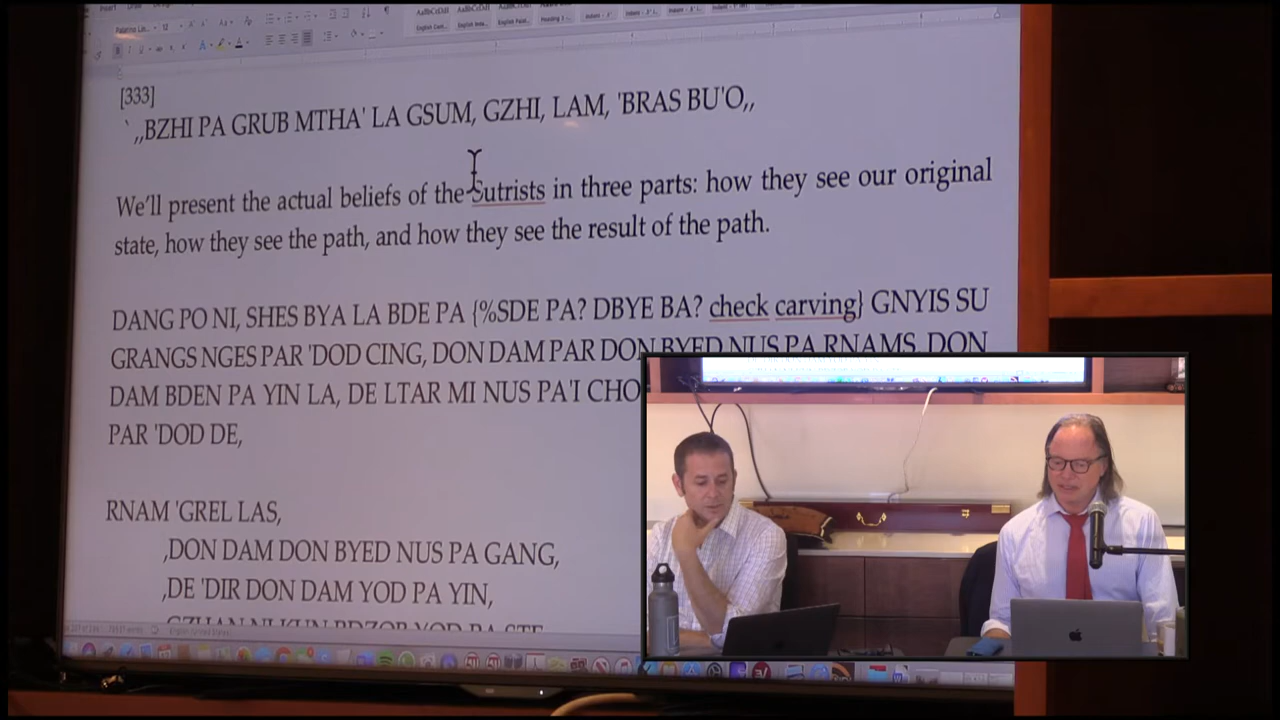 [333]
` ,,BZHI PA GRUB MTHA' LA GSUM, GZHI, LAM, 'BRAS BU'O,,
We'll present the actual beliefs of the Sutrists in three parts: how they see our original
state, how they see the path, and how they see the result of the path.
DANG PO NI, SHES BYA LA BDE PA {%SDE PA? DBYE BA? check carving} GNYIS SU
GRANGS NGES PAR 'DOD CING, DON DAM PAR DON BYED NUS PA RNAMS DON
DAM BDEN PA YIN LA, DE LTAR MI NUS PA'I CHO
PAR 'DOD DE,
RNAM 'GREL LAS,
,DON DAM DON BYED NUS PA GANG,
,DE 'DIR DON DAM YOD PA YIN,